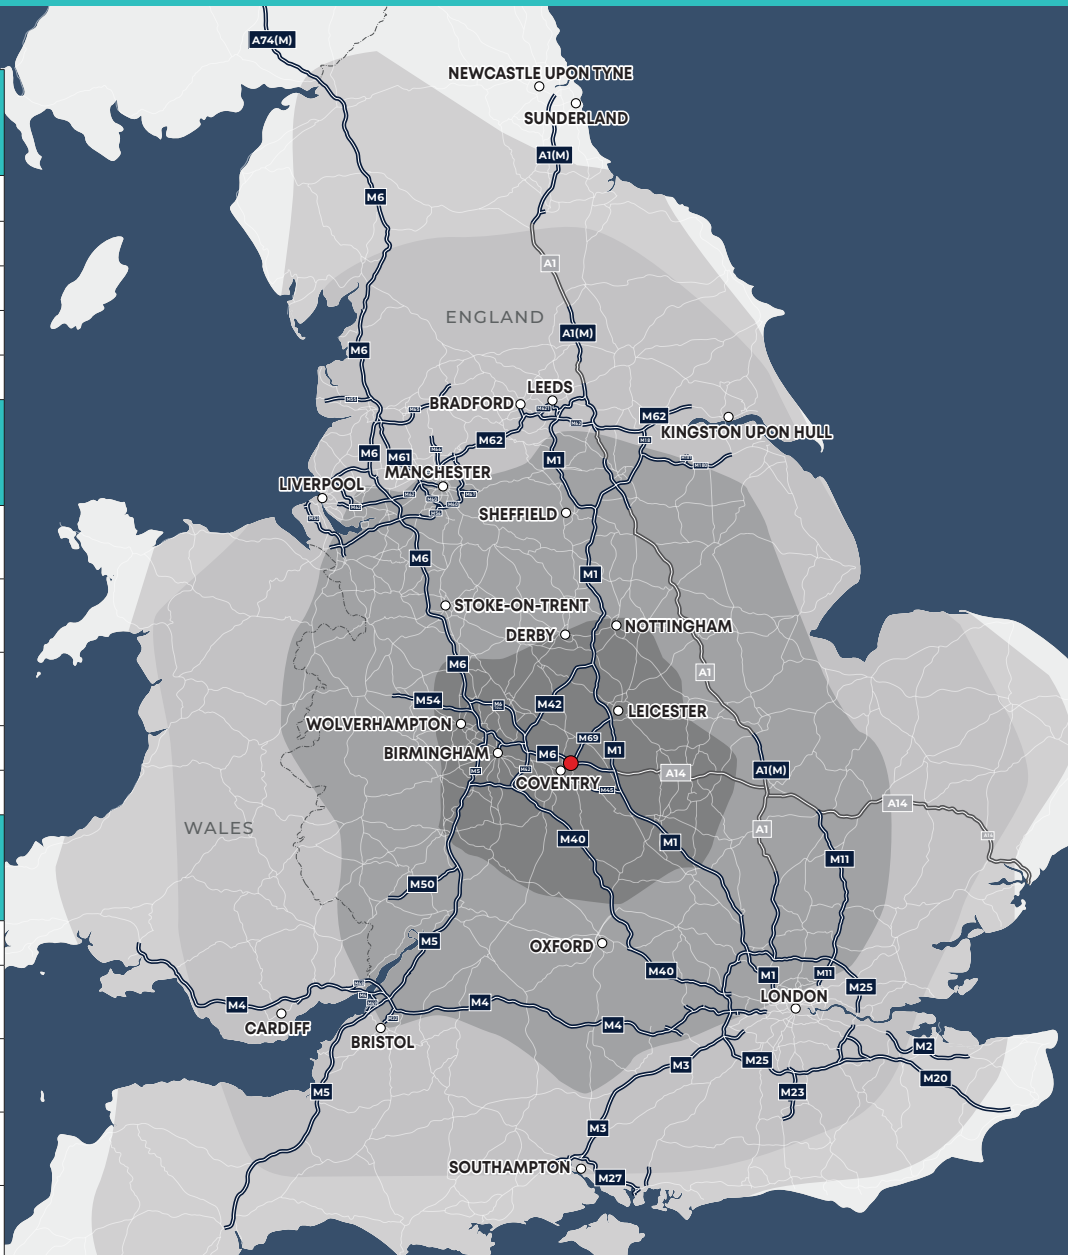 A74(M)
NEWCASTLE UPON TYNE
SUNDERLAND
A1(M)
M6
A1
ENGLAND
A1(M)
M6
LEEDS
BRADFORD
M62
KINGSTON UPON HULL
M62
M6
M61
M1
MANCHESTER
LIVERPOOL
SHEFFIELD
M6
M1
STOKE-ON-TRENT
DERBY
NOTTINGHAM
M6
A1
M54
M42
LEICESTER
WOLVERHAMPTON
M69
BIRMINGHAM
M6
M1
M5
A14
A1(M)
COVENTRY
M45
A14
WALES
M40
A1
M1
M11
M50
M5
OXFORD
M40
M1
M11
M25
LONDON
M4
M4
CARDIFF
M4
BRISTOL
M2
M3
M25
M20
M5
M23
M3
SOUTHAMPTON
M27